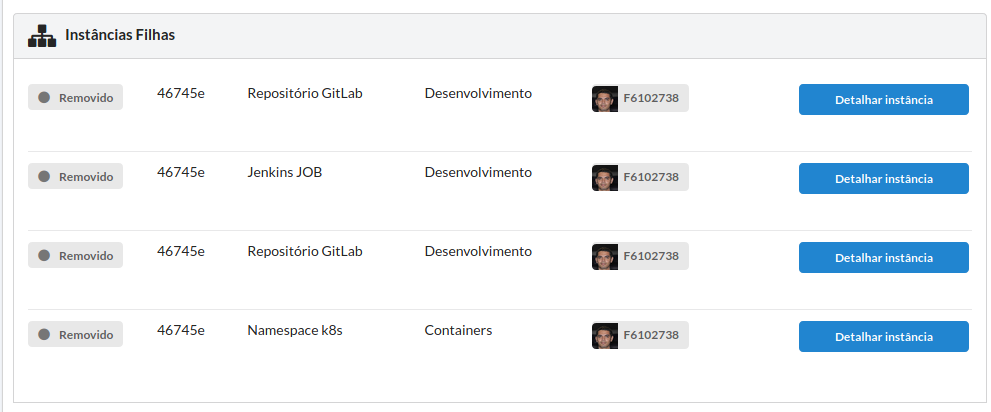 Instâncias Filhas
Removido 46745e Repositório GitLab Desenvolvimento F6102738 Detalhar instância
Removido 46745e Jenkins JOB Desenvolvimento F6102738 Detalhar instância
Removido 46745e Repositório GitLab Desenvolvimento F6102738 Detalhar instância
Removido 46745e Namespace k8s Containers F6102738 Detalhar instância